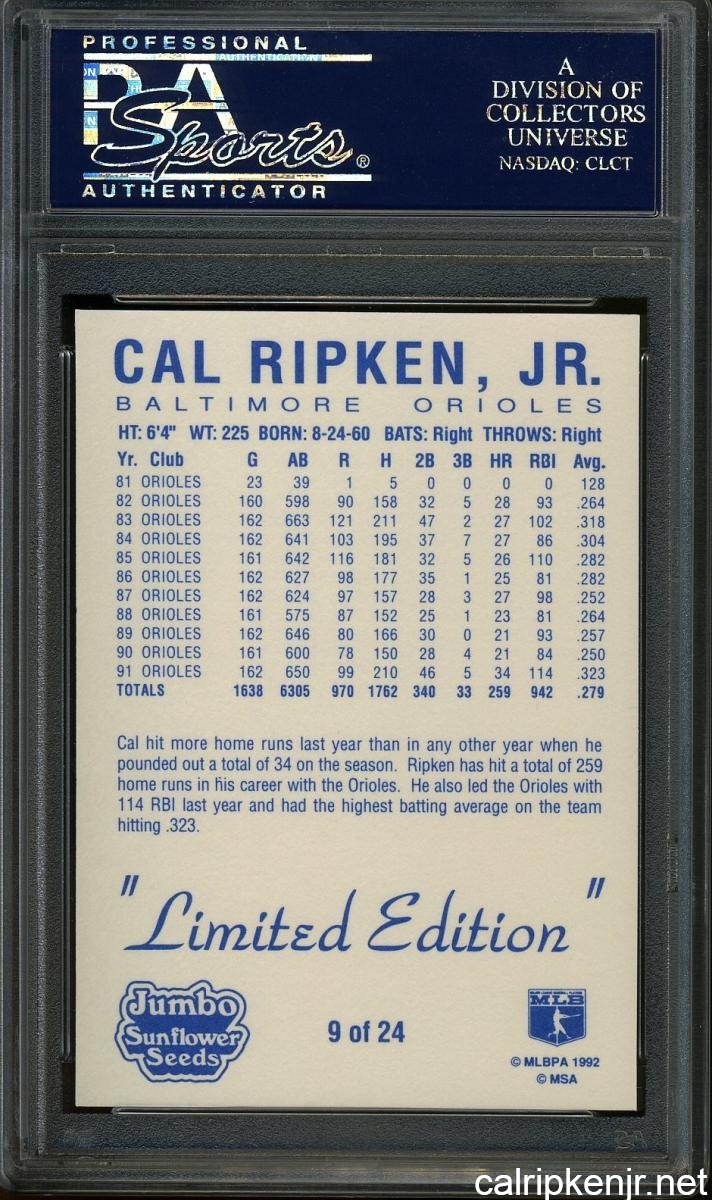 PROFESSIONAL
PSA
Sports®
AUTHENTICATOR
A
DIVISION OF
COLLECTORS
UNIVERSE
NASDAQ: CLCT
CAL RIPKEN, JR.
BALTIMORE ORIOLES
HT: 6'4" WT: 225 BORN: 8-24-60 BATS: Right THROWS: Right
Yr. Club G AB R H 2B 3B HR RBI Avg.
81 ORIOLES 23 39 1 5 0 0 0 0 128
82 ORIOLES 160 598 90 158 32 5 28 93 .264
83 ORIOLES 162 663 121 211 47 2 27 102 .318
84 ORIOLES 162 641 103 195 37 7 27 86 .304
85 ORIOLES 161 642 116 181 32 5 26 110 .282
86 ORIOLES 162 627 98 177 35 1 25 81 .282
87 ORIOLES 162 624 97 157 28 3 27 98 .252
88 ORIOLES 161 575 87 152 25 1 23 81 .264
89 ORIOLES 162 646 80 166 30 0 21 93 .257
90 ORIOLES 161 600 78 150 28 4 21 84 .250
91 ORIOLES 162 650 99 210 46 5 34 114 .323
TOTALS 1638 6305 970 1762 340 33 259 942 .279
Cal hit more home runs last year than in any other year when he
pounded out a total of 34 on the season. Ripken has hit a total of 259
home runs in his career with the Orioles. He also led the Orioles with
114 RBI last year and had the highest batting average on the team
hitting .323.
"Limited Edition"
Jumbo
Sunflower
Seeds
9 of 24
MAJOR LEAGUE BASEBALL PLAYERS
MLB
© MLBPA 1992
© MSA
calripkenjr.net